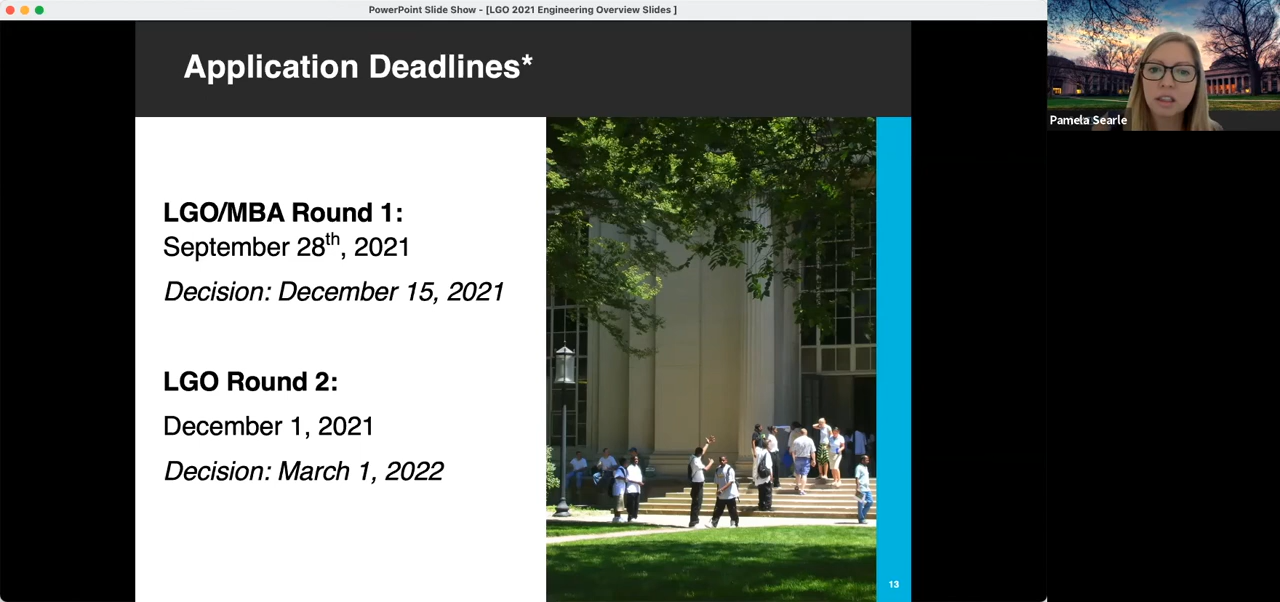 PowerPoint Slide Show - [LGO 2021 Engineering Overview Slides ]
Application Deadlines*
LGO/MBA Round 1:
September 28th, 2021
Decision: December 15, 2021
LGO Round 2:
December 1, 2021
Decision: March 1, 2022
13
Pamela Searle